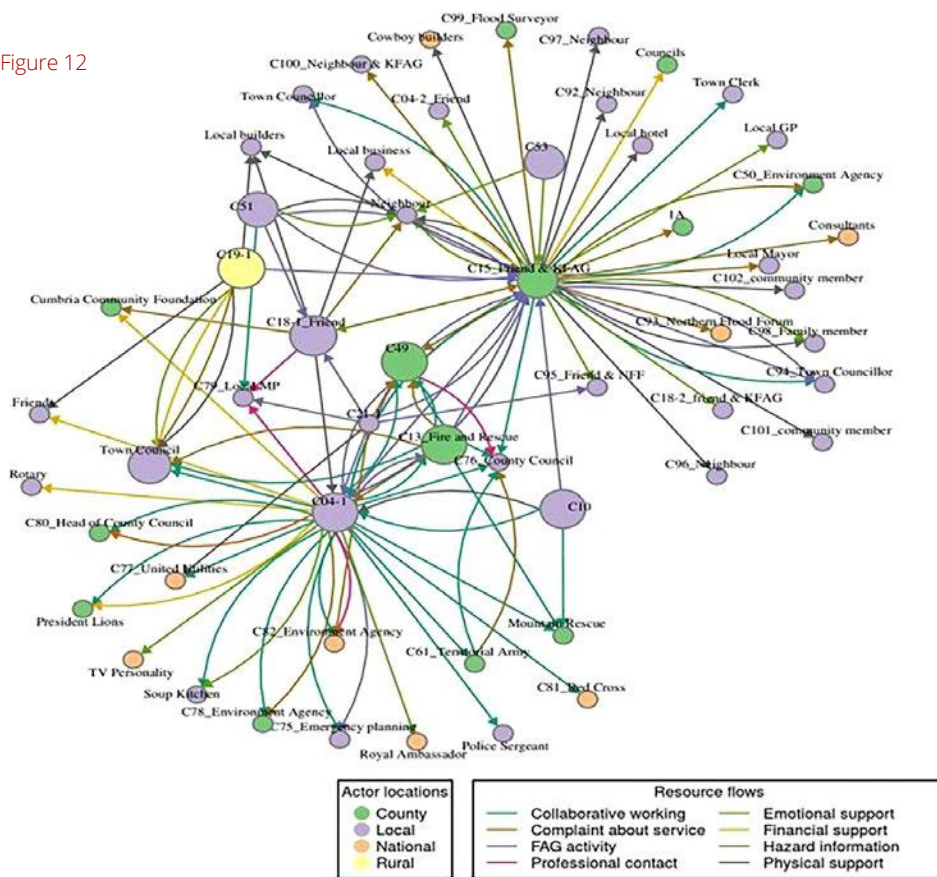 C99_Flood Surveyor
Cowboy builders
C97_Neighbour
Figure 12
C100_Neighbour & KFAG
Councils
Town Councillor
C04-2_Friend
C92_Neighbour
Town Clerk
Local builders
Local business
C53
Local hotel
Local GP
C50_Environment Agency
C51
Neighbour
IA
Consultants
C19-1
C15_Friend & KFAG
Local Mayor
C102_community member
Cumbria Community Foundation
C18-1_Friend
C93_Northern Flood Forum
C98_Family member
C49
C79_Local MP
C95_Friend & NFF
C94_Town Councillor
Friends
C21-1
C18-2_friend & KFAG
Town Council
C13_Fire and Rescue
C76_County Council
C101_community member
Rotary
C96_Neighbour
C04-1
C10
C80_Head of County Council
C77_United Utilities
President Lions
C82_Environment Agency
Mountain Rescue
TV Personality
C61_Territorial Army
Soup Kitchen
C81_Red Cross
C78_Environment Agency
C75_Emergency planning
Royal Ambassador
Police Sergeant
Actor locations
County
Local
National
Rural
Resource flows
Collaborative working
Complaint about service
FAG activity
Professional contact
Emotional support
Financial support
Hazard information
Physical support